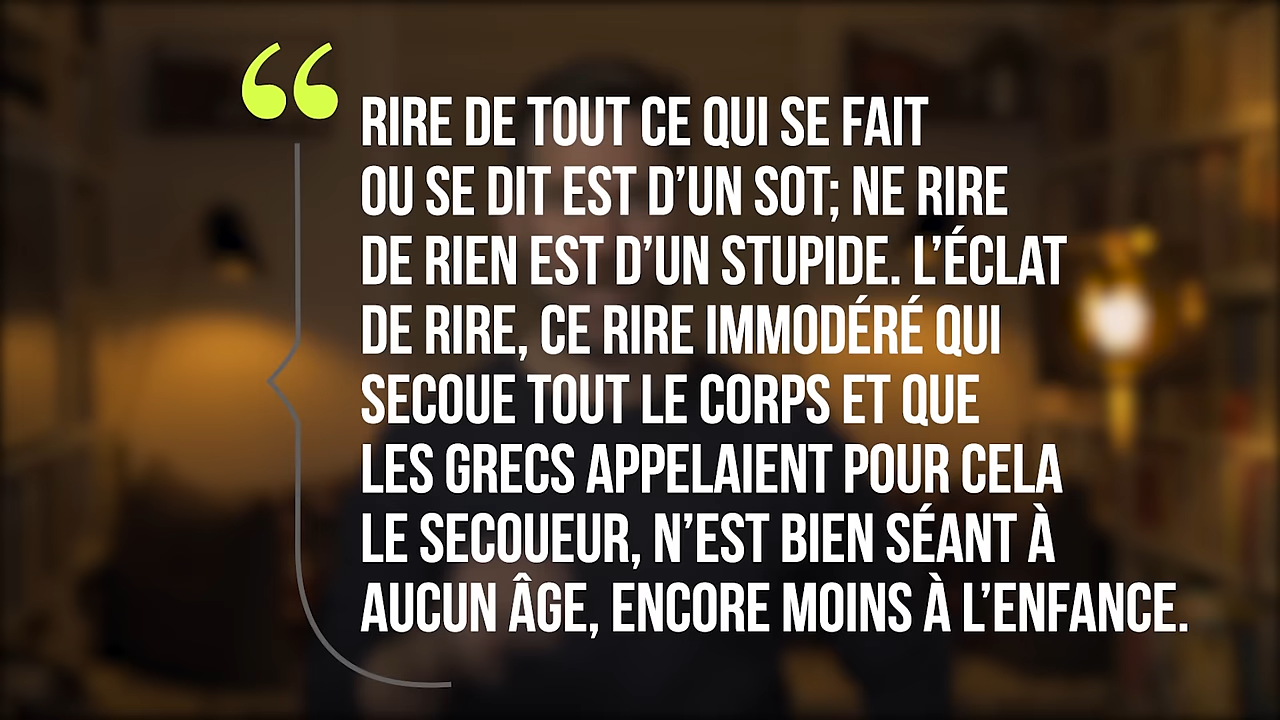 “
RIRE DE TOUT CE QUI SE FAIT
OU SE DIT EST D’UN SOT; NE RIRE
DE RIEN EST D’UN STUPIDE. L’ÉCLAT
DE RIRE, CE RIRE IMMODÉRÉ QUI
SECOUE TOUT LE CORPS ET QUE
LES GRECS APPELAIENT POUR CELA
LE SECOUEUR, N’EST BIEN SÉANT À
AUCUN ÂGE, ENCORE MOINS À L’ENFANCE.